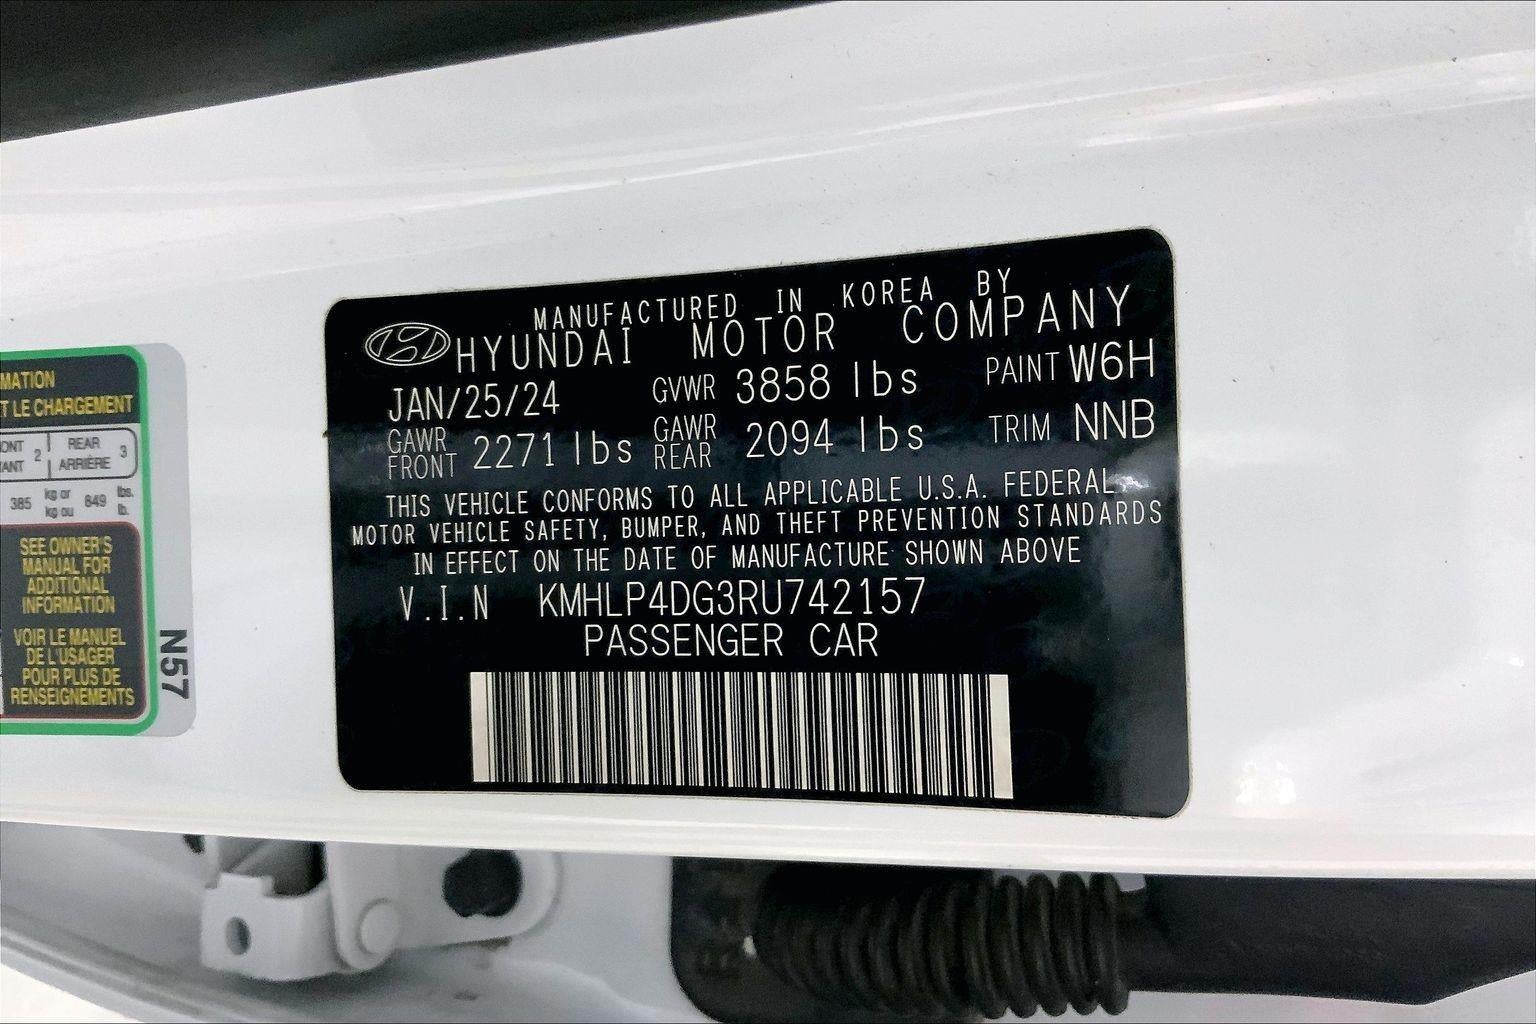 MANUFACTURED IN KOREA BY
HYUNDAI MOTOR COMPANY
JAN/25/24 GVWR 3858 lbs PAINT W6H
GAWR FRONT 2271 lbs GAWR REAR 2094 lbs TRIM NNB
THIS VEHICLE CONFORMS TO ALL APPLICABLE U.S.A. FEDERAL
MOTOR VEHICLE SAFETY, BUMPER, AND THEFT PREVENTION STANDARDS
IN EFFECT ON THE DATE OF MANUFACTURE SHOWN ABOVE
V.I.N KMHLP4DG3RU742157
PASSENGER CAR
MATION
T LE CHARGEMENT
ONT 2 REAR 3
ANT ARRIÈRE
385 kg or 849 lbs.
kg ou lb.
SEE OWNER'S
MANUAL FOR
ADDITIONAL
INFORMATION
VOIR LE MANUEL
DE L'USAGER
POUR PLUS DE
RENSEIGNEMENTS
N57